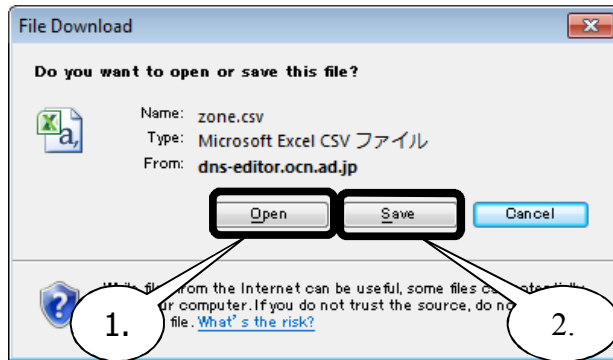 File Download
Do you want to open or save this file?
Name: zone.csv
Type: Microsoft Excel CSV ファイル
From: dns-editor.ocn.ad.jp
Open Save Cancel
from the Internet can be useful, some files
computer. If you do not trust the source, do
file. What's the risk?
1. 2.